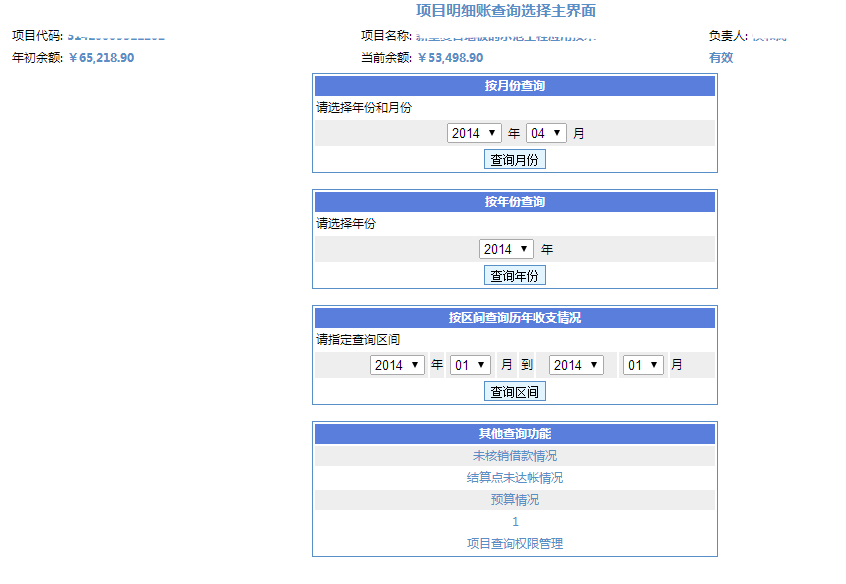 项目明细账查询选择主界面
项目代码: 项目名称: 负责人:
年初余额: ￥65,218.90 当前余额: ￥53,498.90 有效
按月份查询
请选择年份和月份
2014 年 04 月
查询月份
按年份查询
请选择年份
2014 年
查询年份
按区间查询历年收支情况
请指定查询区间
2014 年 01 月 到 2014 01 月
查询区间
其他查询功能
未核销借款情况
结算点未达帐情况
预算情况
1
项目查询权限管理